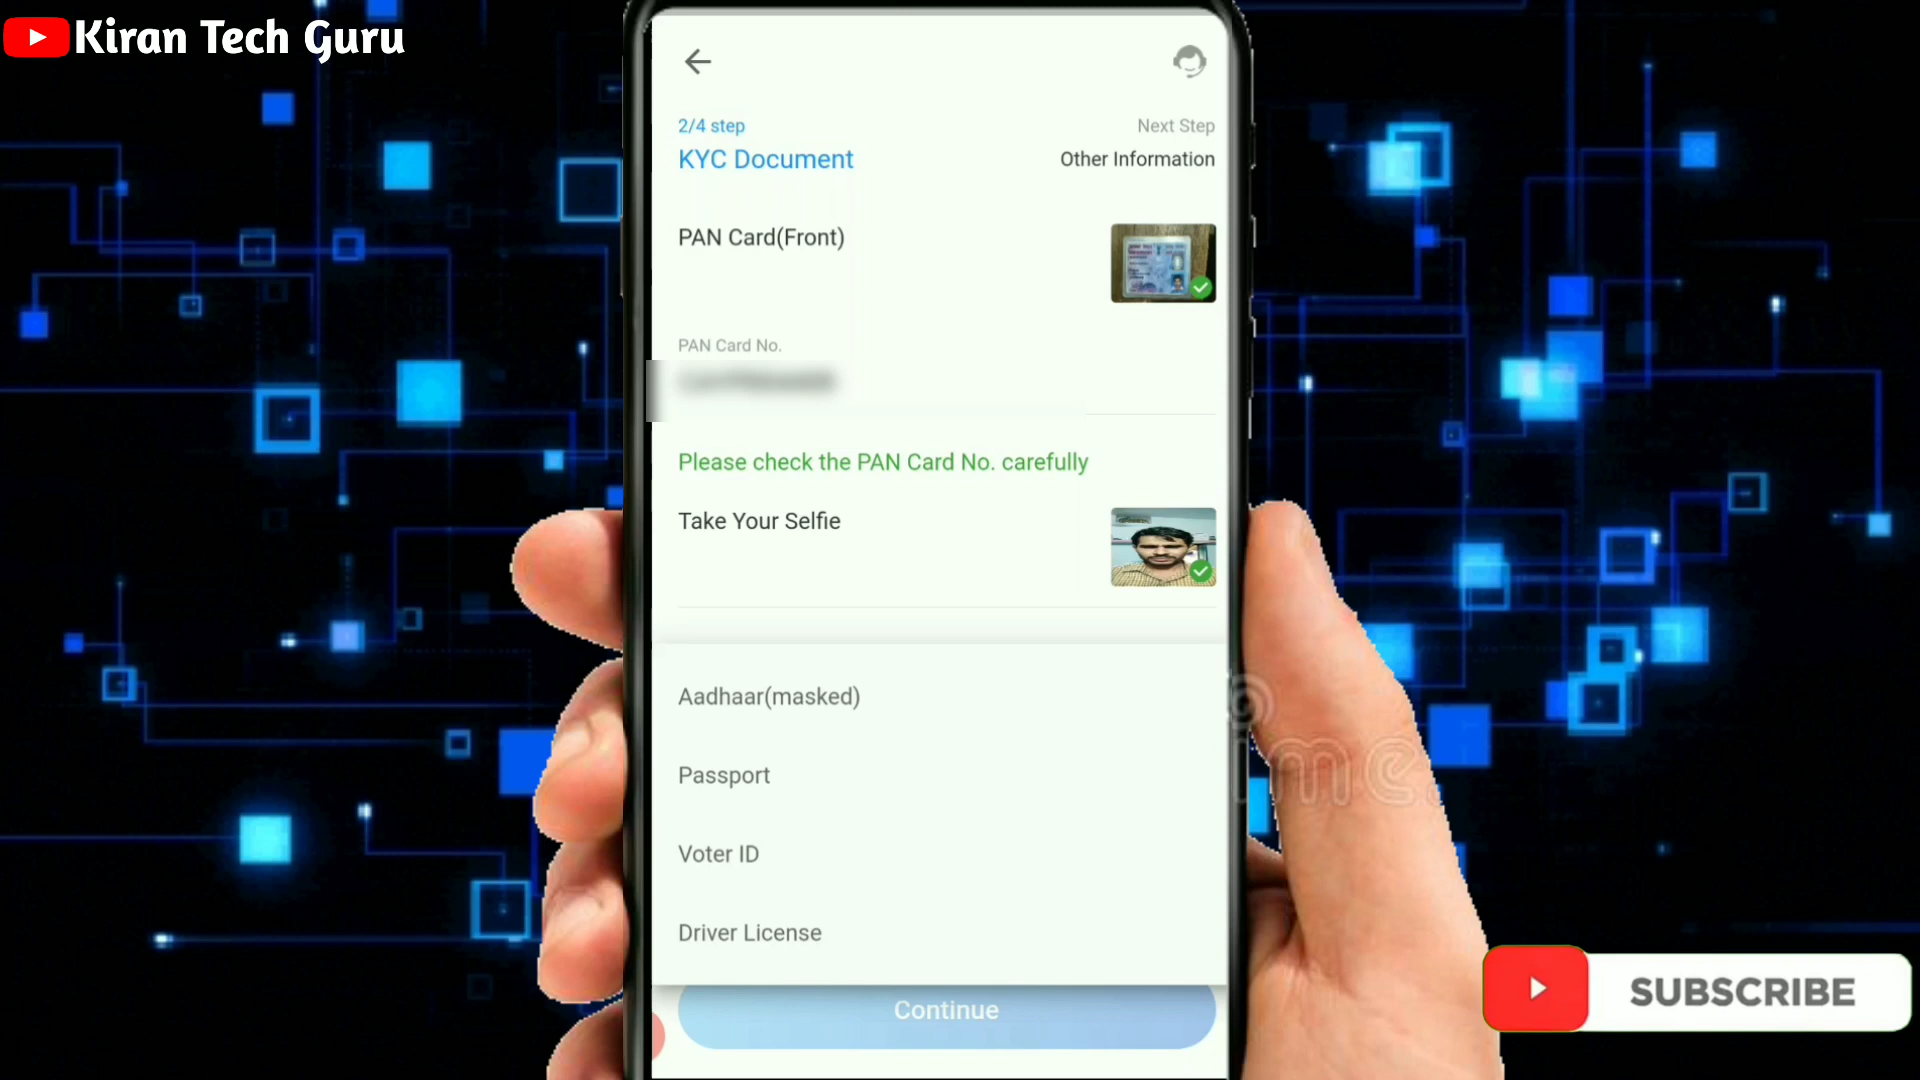 Kiran Tech Guru
2/4 step
Next Step
KYC Document
Other Information
PAN Card(Front)
PAN Card No.
Please check the PAN Card No. carefully
Take Your Selfie
Aadhaar(masked)
Passport
Voter ID
Driver License
Continue
SUBSCRIBE